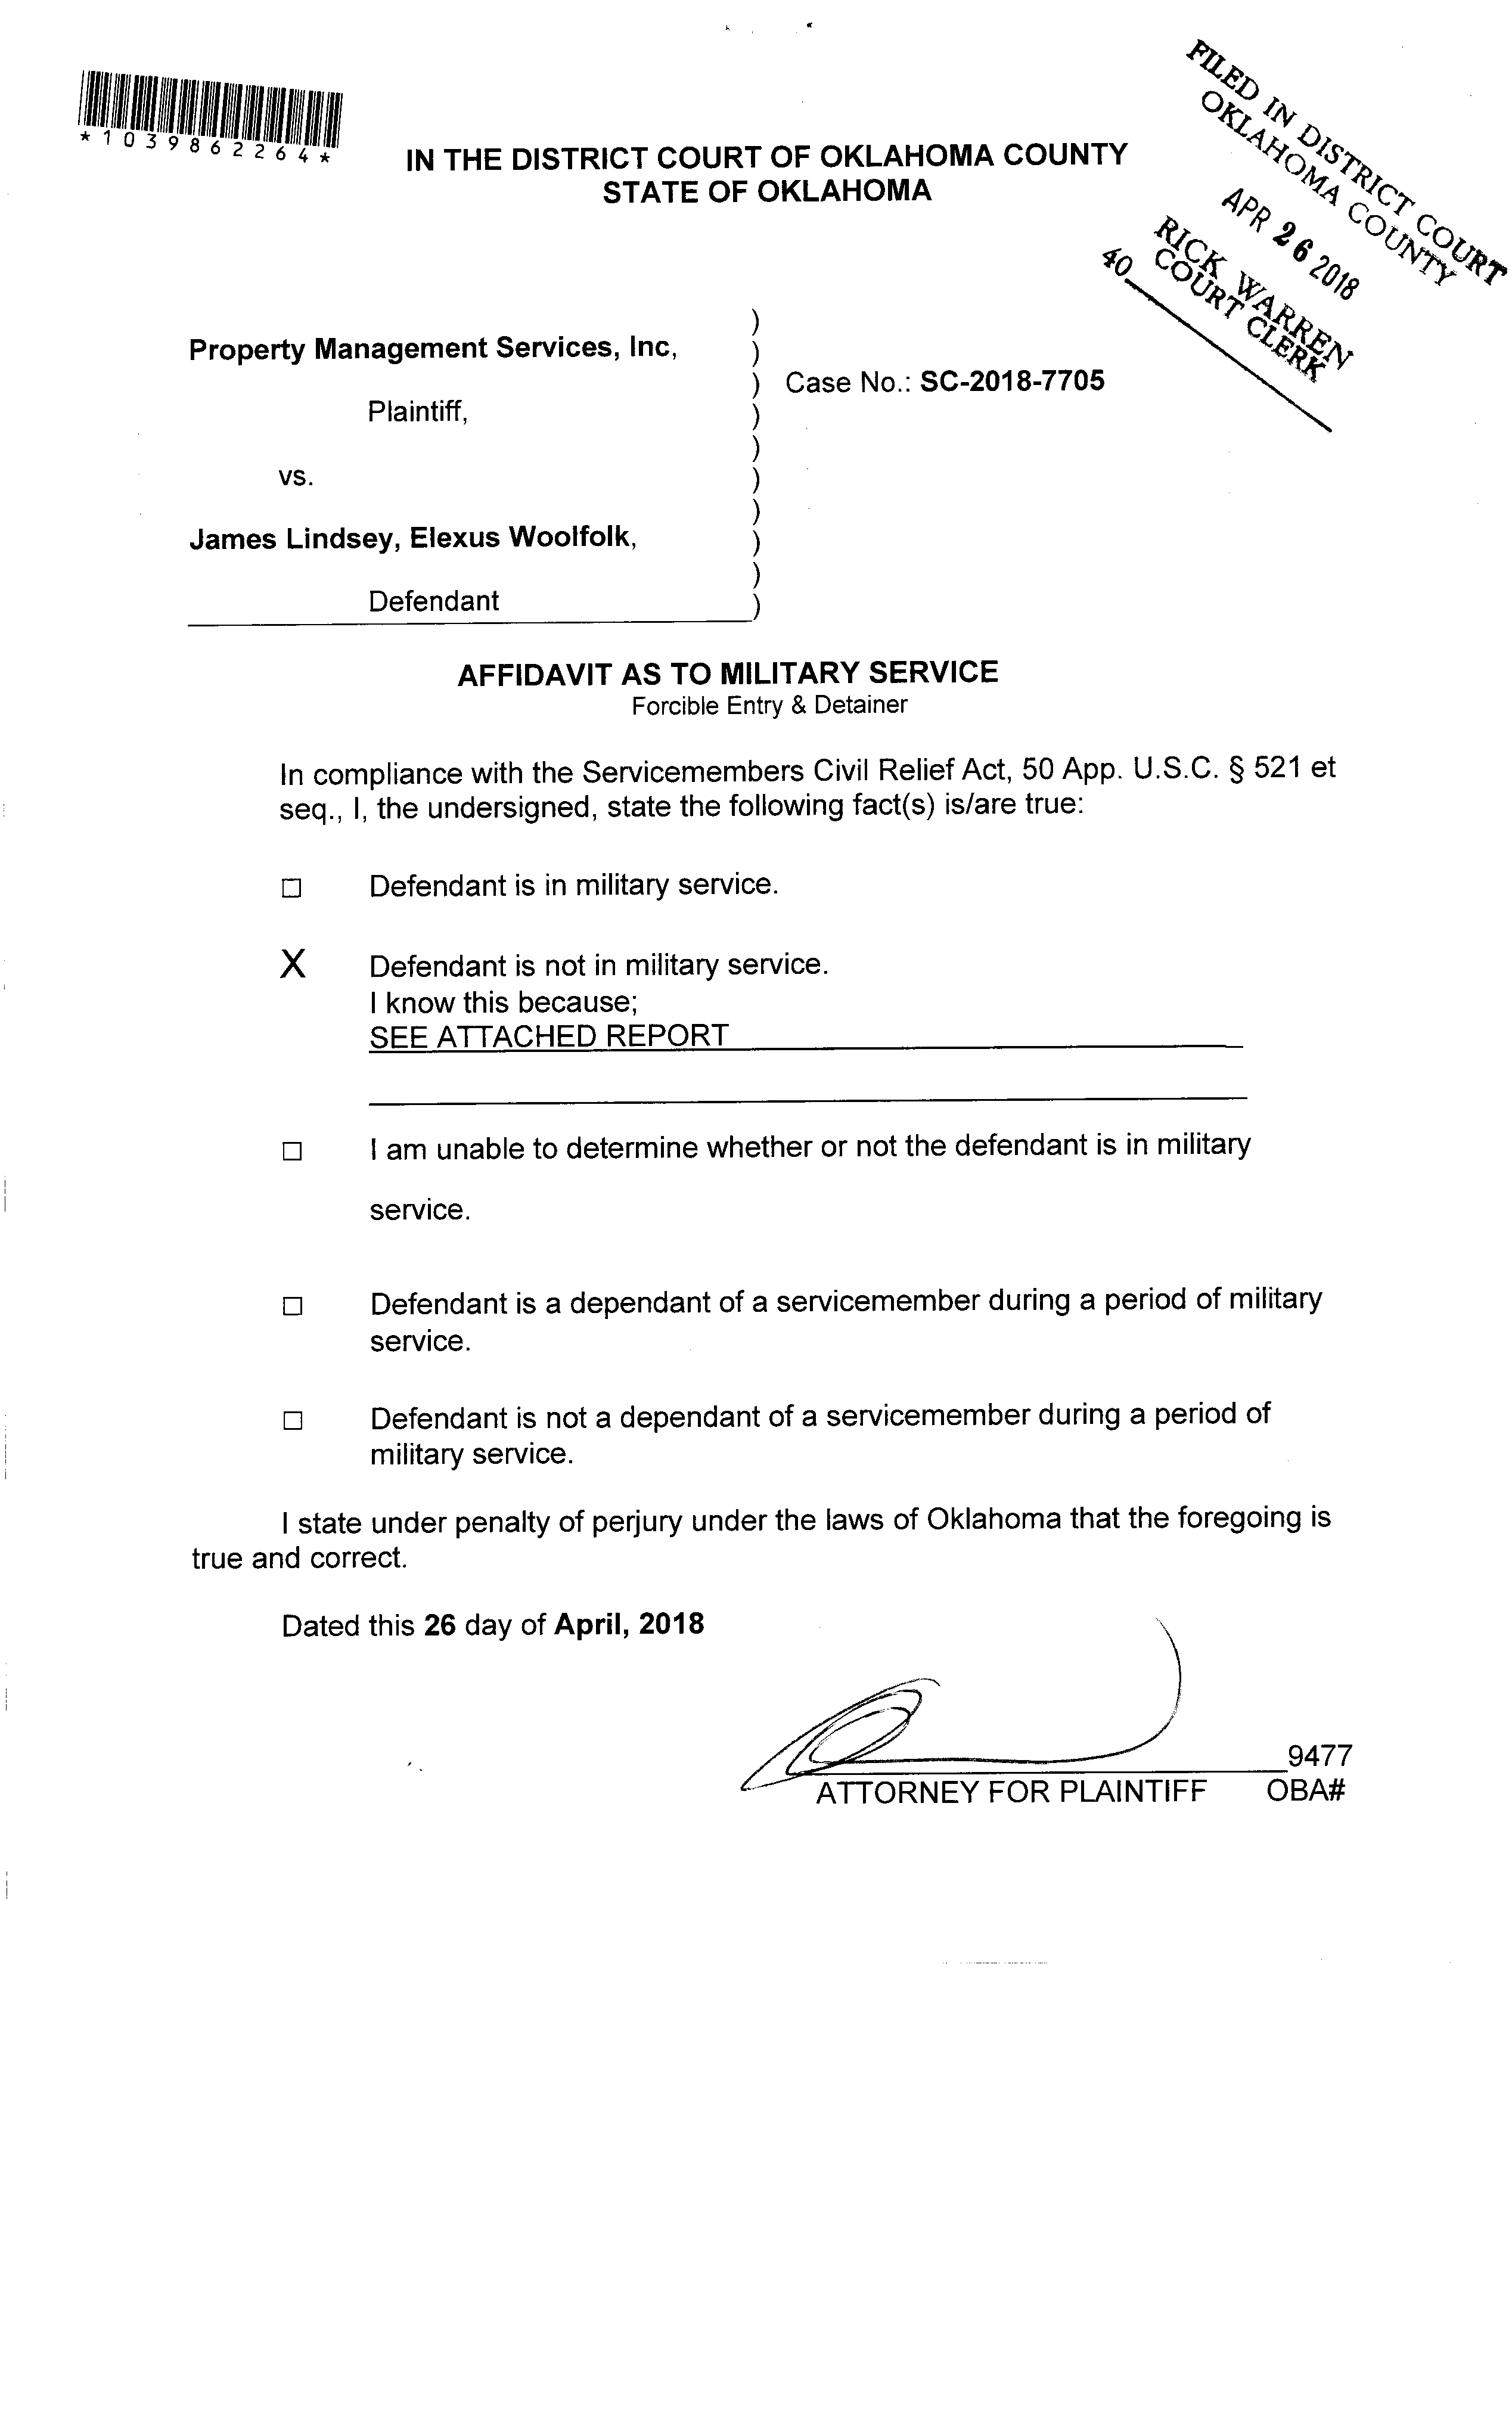 *1039862264*
FILED IN DISTRICT COURT
OKLAHOMA COUNTY
APR 26 2018
RICK WARREN
COURT CLERK
40
IN THE DISTRICT COURT OF OKLAHOMA COUNTY
STATE OF OKLAHOMA
Property Management Services, Inc,
Plaintiff,
vs.
James Lindsey, Elexus Woolfolk,
Defendant
)
)
)
)
)
)
)
)
)
)
Case No.: SC-2018-7705
AFFIDAVIT AS TO MILITARY SERVICE
Forcible Entry & Detainer
In compliance with the Servicemembers Civil Relief Act, 50 App. U.S.C. § 521 et
seq., I, the undersigned, state the following fact(s) is/are true:
☐ Defendant is in military service.
X Defendant is not in military service.
I know this because;
SEE ATTACHED REPORT
☐ I am unable to determine whether or not the defendant is in military
service.
☐ Defendant is a dependant of a servicemember during a period of military
service.
☐ Defendant is not a dependant of a servicemember during a period of
military service.
I state under penalty of perjury under the laws of Oklahoma that the foregoing is
true and correct.
Dated this 26 day of April, 2018
9477
ATTORNEY FOR PLAINTIFF OBA#